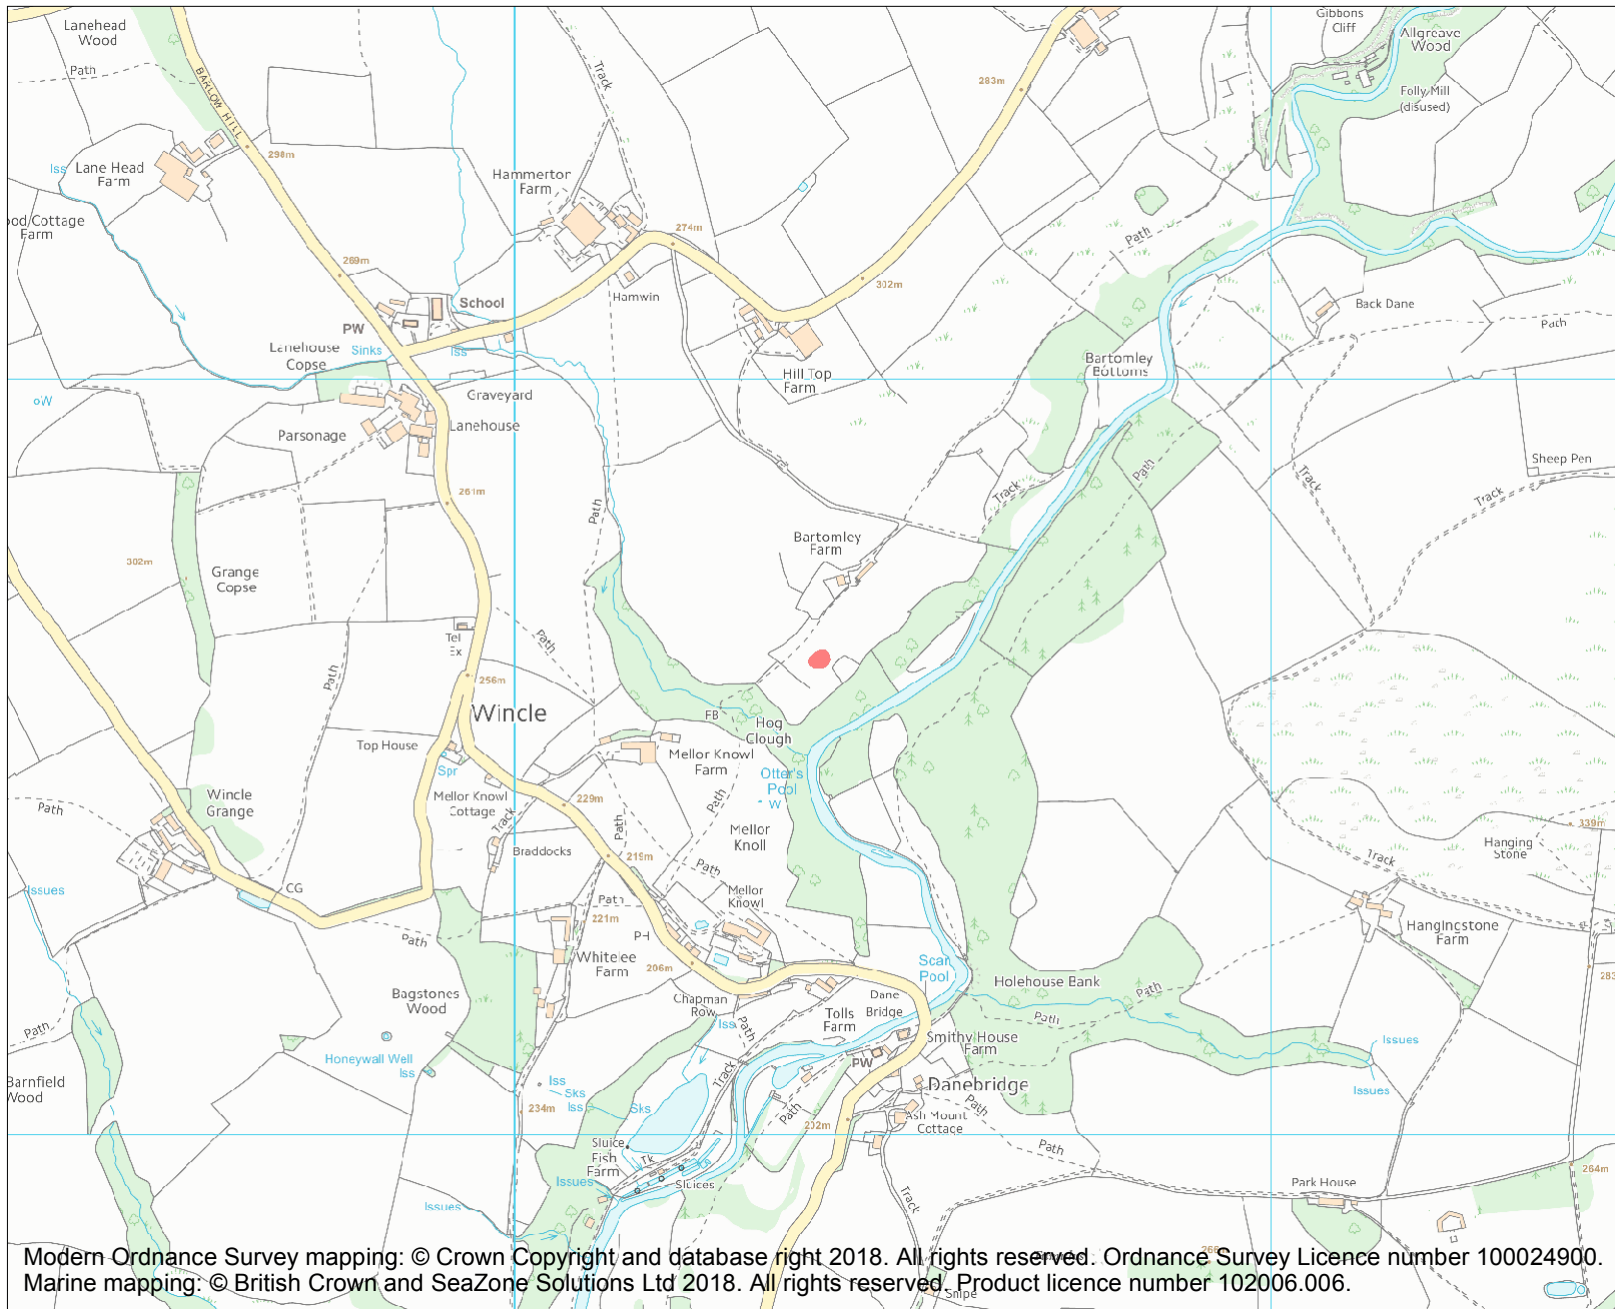 Lanehead
Wood
Path
BARLOW HILL
Track
283m
Gibbons
Cliff
Allgreave
Wood
Folly Mill
(disused)
Iss
Lane Head
Farm
298m
Hammerton
Farm
ood Cottage
Farm
274m
Path
269m
Hamwin
302m
School
Back Dane
PW
Sinks
Iss
Path
Lanehouse
Copse
Hill Top
Farm
Bartomley
Bottoms
oW
Graveyard
Lanehouse
Parsonage
Sheep Pen
Path
Track
Track
261m
Track
Path
Bartomley
Farm
302m
Grange
Copse
Tel
Ex
Path
Path
256m
Wincle
FB
Hog
Clough
Top House
Mellor Knowl
Farm
Spr
Otter's
Pool
W
Wincle
Grange
Path
Mellor Knowl
Cottage
Track
229m
Path
Path
Mellor
Knoll
339m
Hanging
Stone
Braddocks
219m
Path
Track
Issues
CG
Mellor
Knowl
Path
221m
Path
PH
Hangingstone
Farm
Whitelee
Farm
206m
Scar
Pool
283
Holehouse Bank
Bagstones
Wood
Chapman
Row
Dane
Bridge
Path
Path
Iss
Path
Tolls
Farm
Path
Smithy House
Farm
Issues
Honeywall Well
Iss
PW
Barnfield
Wood
Track
Danebridge
Issues
Iss
Sks
Iss
Sks
234m
Path
Path
202m
Ash Mount
Cottage
Path
Sluice
Fish
Farm
Tk
264m
Issues
Sluices
Park House
Issues
Track
Modern Ordnance Survey mapping: © Crown Copyright and database right 2018. All rights reserved. Ordnance Survey Licence number 100024900.
Marine mapping: © British Crown and SeaZone Solutions Ltd 2018. All rights reserved. Product licence number 102006.006.
Snipe